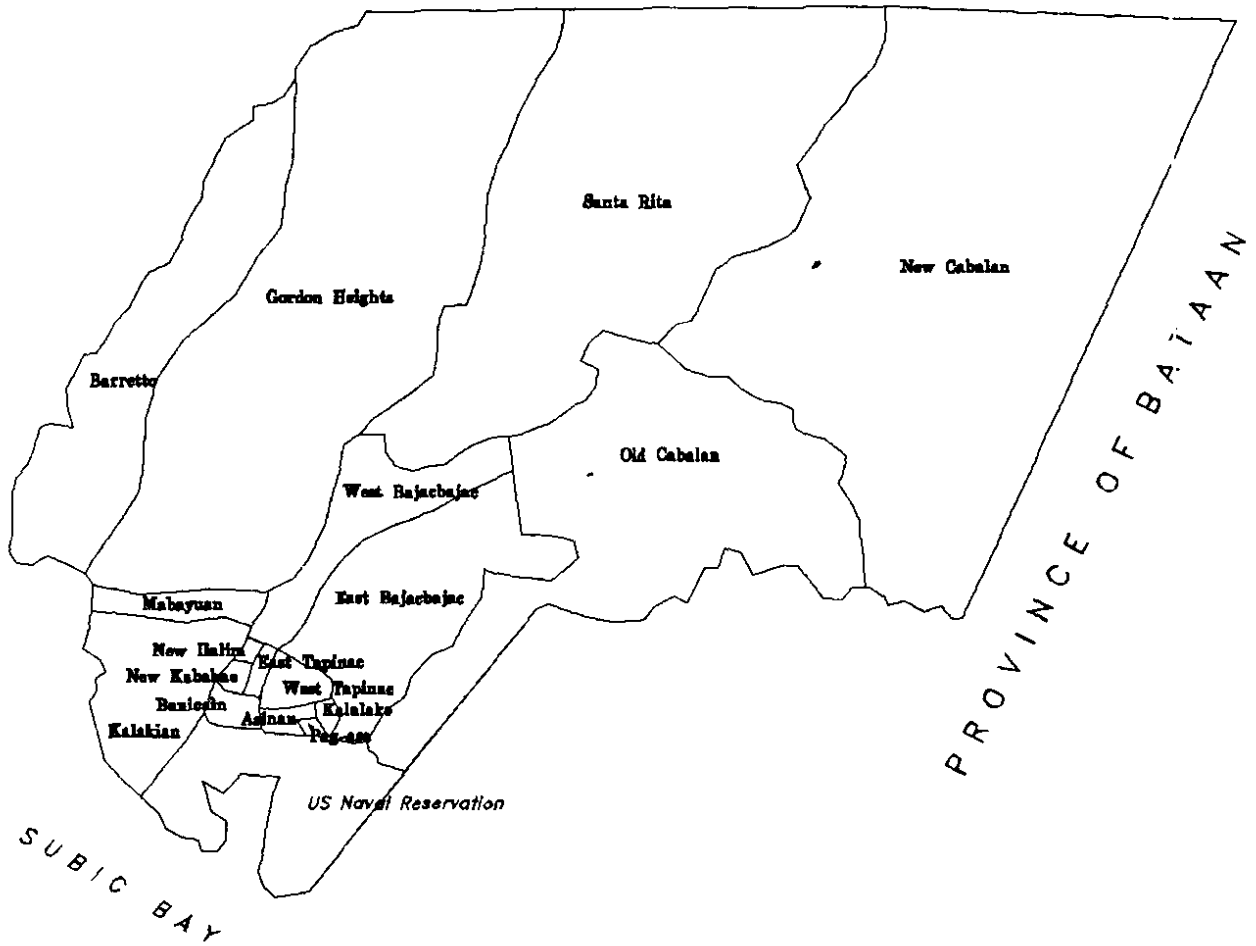 Santa Rita
New Cabalan
Gordon Heights
Barretto
Old Cabalan
West Bajacbajac
East Bajacbajac
Mabayuan
New
East Tapinac
New Kababae
West Tapinac
Banicain
Asinan
Kalalake
Kalakian
Pag-asa
US Naval Reservation
SUBIC BAY
PROVINCE OF BATAAN